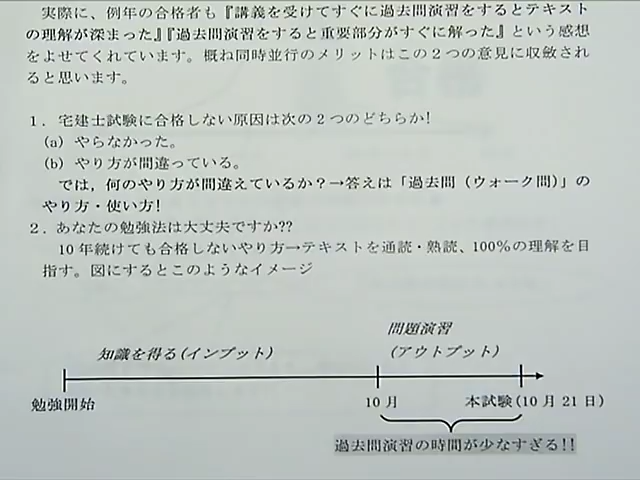 実際に、例年の合格者も『講義を受けてすぐに過去問演習をするとテキスト
の理解が深まった』『過去問演習をすると重要部分がすぐに解った』という感想
をよせてくれています。概ね同時並行のメリットはこの２つの意見に収斂され
ると思います。
１．宅建士試験に合格しない原因は次の２つのどちらか!
(a) やらなかった。
(b) やり方が間違っている。
では，何のやり方が間違えているか？→答えは「過去問（ウォーク問）」の
やり方・使い方!
２．あなたの勉強法は大丈夫ですか??
10 年続けても合格しないやり方→テキストを通読・熟読、100％の理解を目
指す。図にするとこのようなイメージ
問題演習
知識を得る(インプット)
(アウトプット)
勉強開始
10 月
本試験(10 月 21 日)
過去問演習の時間が少なすぎる!!